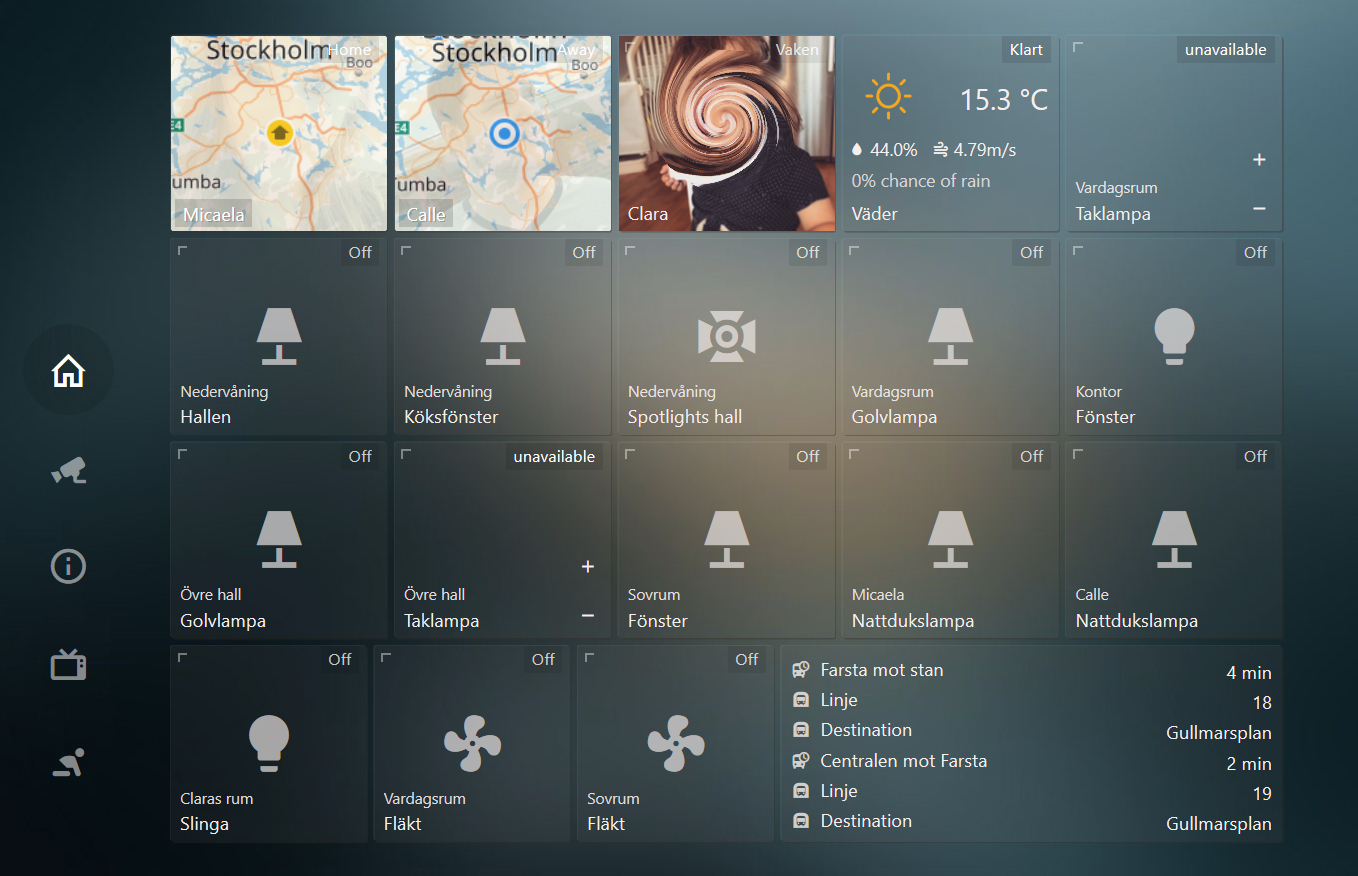 Stockholm
Home
Boo
E4
umba
Micaela
Stockholm
Away
Boo
E4
umba
Calle
Vaken
Clara
Klart
15.3 °C
44.0% 4.79m/s
0% chance of rain
Väder
unavailable
+
Vardagsrum
Taklampa
−
Off
Nedervåning
Hallen
Off
Nedervåning
Köksfönster
Off
Nedervåning
Spotlights hall
Off
Vardagsrum
Golvlampa
Off
Kontor
Fönster
Off
Övre hall
Golvlampa
unavailable
+
Övre hall
Taklampa
−
Off
Sovrum
Fönster
Off
Micaela
Nattdukslampa
Off
Calle
Nattdukslampa
Off
Claras rum
Slinga
Off
Vardagsrum
Fläkt
Off
Sovrum
Fläkt
Farsta mot stan 4 min
Linje 18
Destination Gullmarsplan
Centralen mot Farsta 2 min
Linje 19
Destination Gullmarsplan